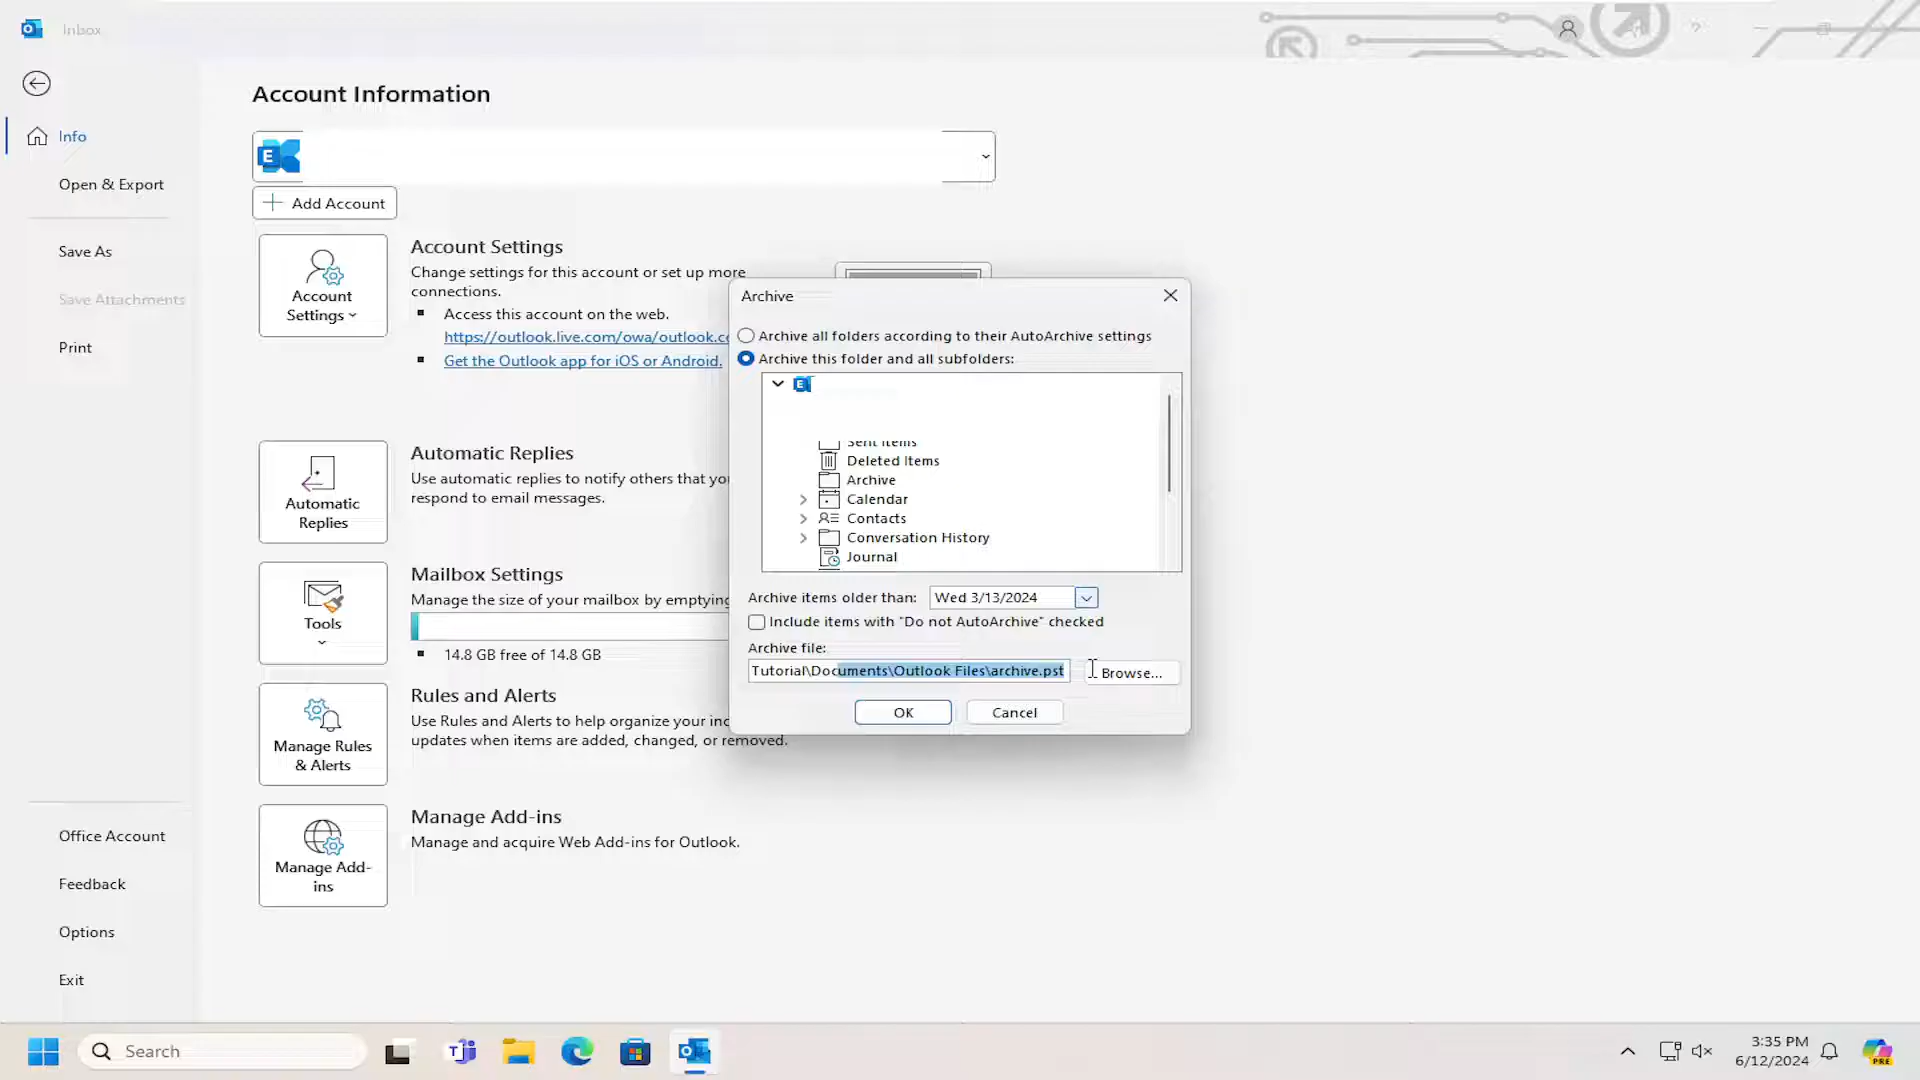 Inbox
Account Information
Info
Open & Export
Add Account
Save As
Save Attachments
Print
Account Settings
Account Settings
Change settings for this account or set up more
connections.
Access this account on the web.
https://outlook.live.com/owa/outlook.co
Get the Outlook app for iOS or Android.
Automatic Replies
Automatic Replies
Use automatic replies to notify others that you
respond to email messages.
Tools
Mailbox Settings
Manage the size of your mailbox by emptying
14.8 GB free of 14.8 GB
Manage Rules
& Alerts
Rules and Alerts
Use Rules and Alerts to help organize your inc
updates when items are added, changed, or removed.
Manage Add-
ins
Manage Add-ins
Manage and acquire Web Add-ins for Outlook.
Archive
Archive all folders according to their AutoArchive settings
Archive this folder and all subfolders:
Sent Items
Deleted Items
Archive
Calendar
Contacts
Conversation History
Journal
Archive items older than: Wed 3/13/2024
Include items with "Do not AutoArchive" checked
Archive file:
Tutorial\Documents\Outlook Files\archive.pst
Browse...
OK
Cancel
Office Account
Feedback
Options
Exit
Search
3:35 PM
6/12/2024
PRE